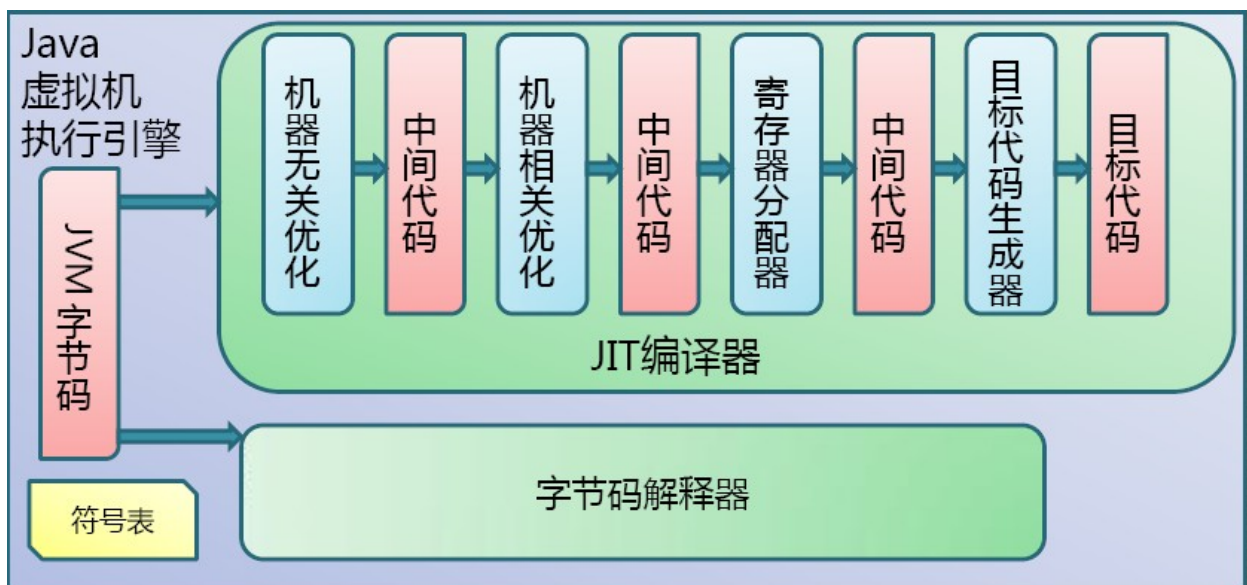 Java
虚拟机
执行引擎
JVM字节码
机器无关优化
中间代码
机器相关优化
中间代码
寄存器分配器
中间代码
目标代码生成器
目标代码
JIT编译器
字节码解释器
符号表